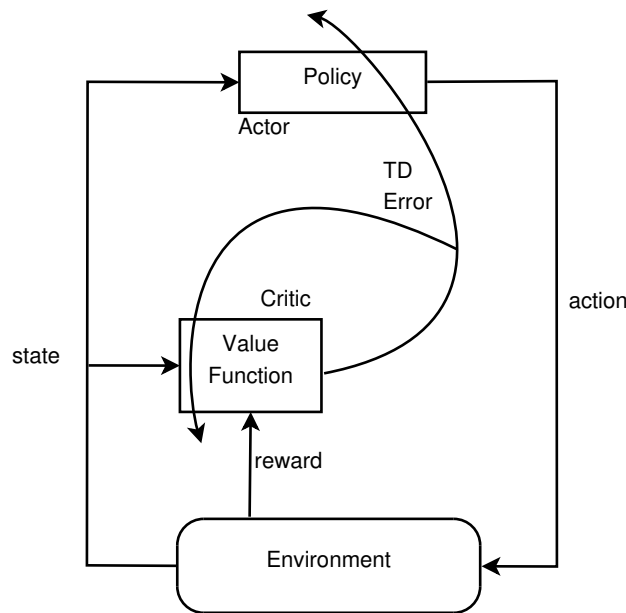 Policy
Actor
TD
Error
Critic
action
Value
state
Function
reward
Environment